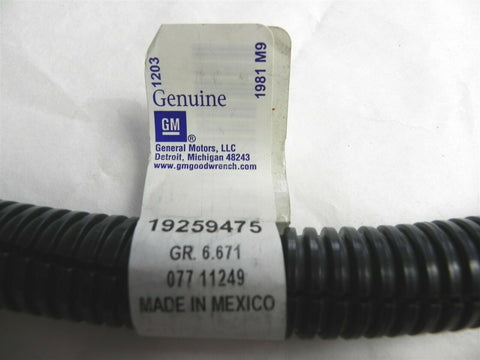 1203
1981 M9
Genuine
GM
®
General Motors, LLC
Detroit, Michigan 48243
www.gmgoodwrench.com
19259475
GR. 6.671
077 11249
MADE IN MEXICO